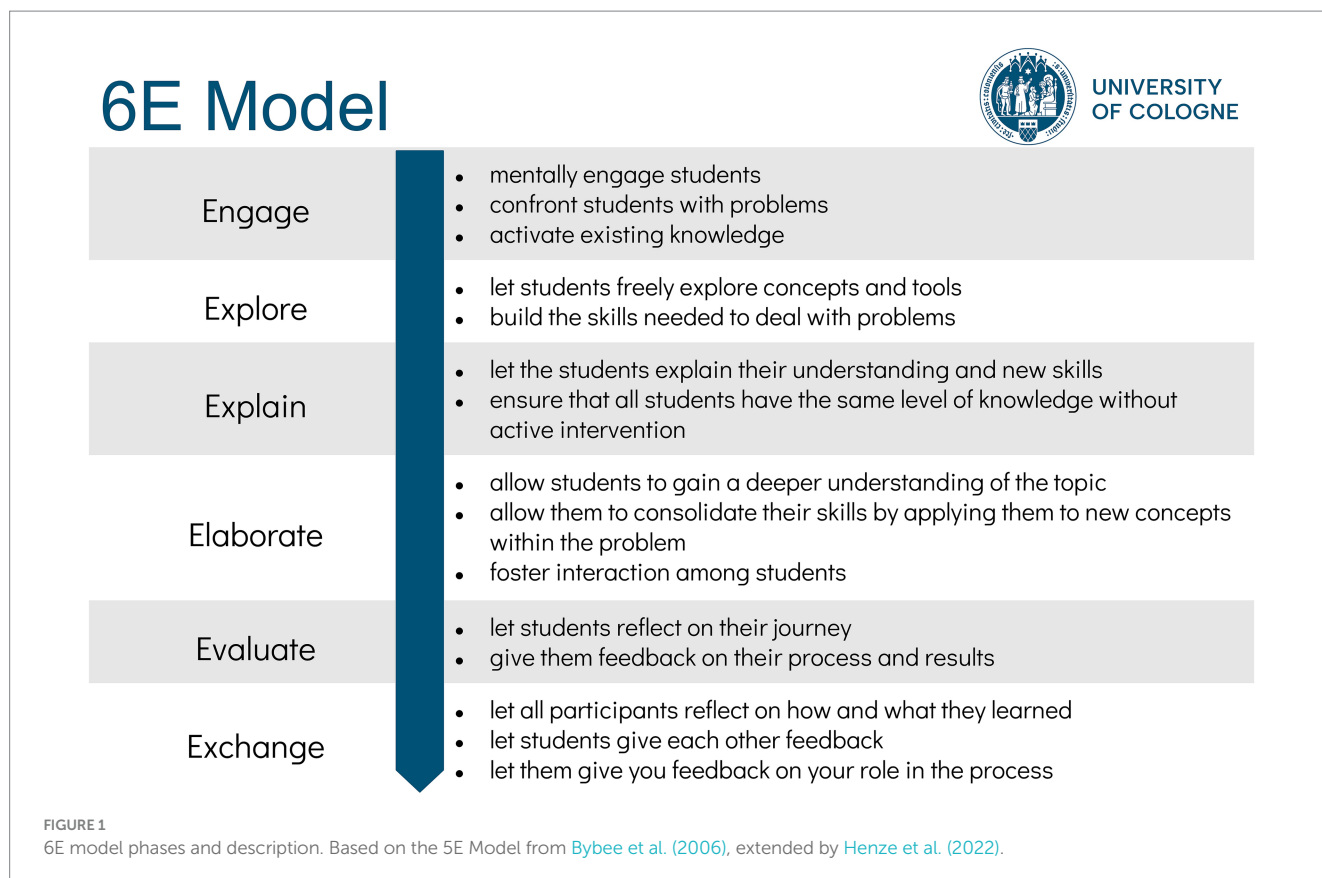 6E Model
UNIVERSITY
OF COLOGNE
Engage
• mentally engage students
• confront students with problems
• activate existing knowledge
Explore
• let students freely explore concepts and tools
• build the skills needed to deal with problems
Explain
• let the students explain their understanding and new skills
• ensure that all students have the same level of knowledge without
active intervention
Elaborate
• allow students to gain a deeper understanding of the topic
• allow them to consolidate their skills by applying them to new concepts
within the problem
• foster interaction among students
Evaluate
• let students reflect on their journey
• give them feedback on their process and results
Exchange
• let all participants reflect on how and what they learned
• let students give each other feedback
• let them give you feedback on your role in the process
FIGURE 1
6E model phases and description. Based on the 5E Model from Bybee et al. (2006), extended by Henze et al. (2022).